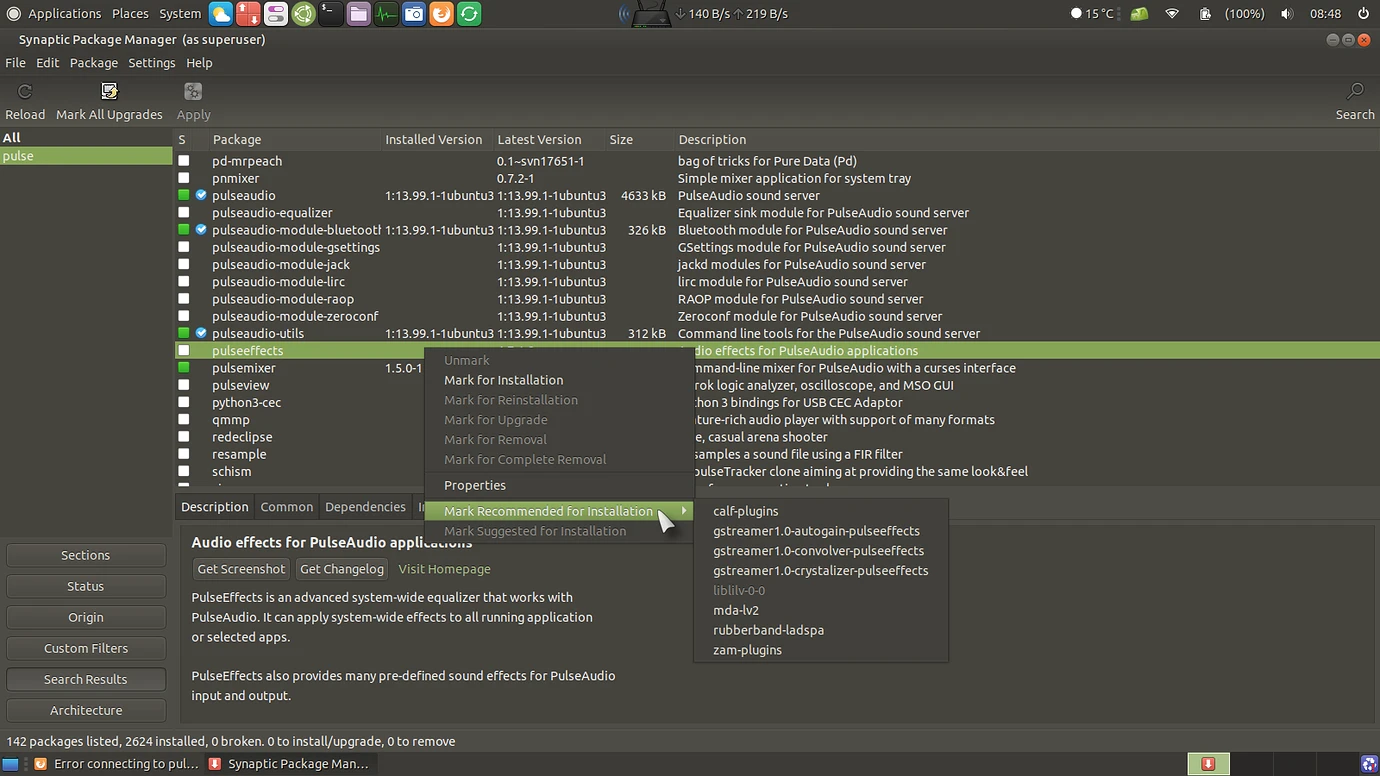 Applications Places System 140 B/s 219 B/s 15 °C (100%) 08:48
Synaptic Package Manager (as superuser)
File Edit Package Settings Help
Reload Mark All Upgrades Apply Search
All
pulse
S Package Installed Version Latest Version Size Description
pd-mrpeach 0.1~svn17651-1 bag of tricks for Pure Data (Pd)
pnmixer 0.7.2-1 Simple mixer application for system tray
pulseaudio 1:13.99.1-1ubuntu3 1:13.99.1-1ubuntu3 4633 kB PulseAudio sound server
pulseaudio-equalizer 1:13.99.1-1ubuntu3 Equalizer sink module for PulseAudio sound server
pulseaudio-module-bluetooth 1:13.99.1-1ubuntu3 1:13.99.1-1ubuntu3 326 kB Bluetooth module for PulseAudio sound server
pulseaudio-module-gsettings 1:13.99.1-1ubuntu3 GSettings module for PulseAudio sound server
pulseaudio-module-jack 1:13.99.1-1ubuntu3 jackd modules for PulseAudio sound server
pulseaudio-module-lirc 1:13.99.1-1ubuntu3 lirc module for PulseAudio sound server
pulseaudio-module-raop 1:13.99.1-1ubuntu3 RAOP module for PulseAudio sound server
pulseaudio-module-zeroconf 1:13.99.1-1ubuntu3 Zeroconf module for PulseAudio sound server
pulseaudio-utils 1:13.99.1-1ubuntu3 1:13.99.1-1ubuntu3 312 kB Command line tools for the PulseAudio sound server
pulseeffects dio effects for PulseAudio applications
pulsemixer 1.5.0-1 mmand-line mixer for PulseAudio with a curses interface
pulseview rok logic analyzer, oscilloscope, and MSO GUI
python3-cec hon 3 bindings for USB CEC Adaptor
qmmp ture-rich audio player with support of many formats
redeclipse e, casual arena shooter
resample samples a sound file using a FIR filter
schism pulseTracker clone aiming at providing the same look&feel
Unmark
Mark for Installation
Mark for Reinstallation
Mark for Upgrade
Mark for Removal
Mark for Complete Removal
Properties
Mark Recommended for Installation
Mark Suggested for Installation
calf-plugins
gstreamer1.0-autogain-pulseeffects
gstreamer1.0-convolver-pulseeffects
gstreamer1.0-crystalizer-pulseeffects
liblilv-0-0
mda-lv2
rubberband-ladspa
zam-plugins
Description Common Dependencies
Audio effects for PulseAudio applications
Get Screenshot Get Changelog Visit Homepage
PulseEffects is an advanced system-wide equalizer that works with
PulseAudio. It can apply system-wide effects to all running application
or selected apps.
PulseEffects also provides many pre-defined sound effects for PulseAudio
input and output.
Sections
Status
Origin
Custom Filters
Search Results
Architecture
142 packages listed, 2624 installed, 0 broken. 0 to install/upgrade, 0 to remove
Error connecting to pul... Synaptic Package Man...